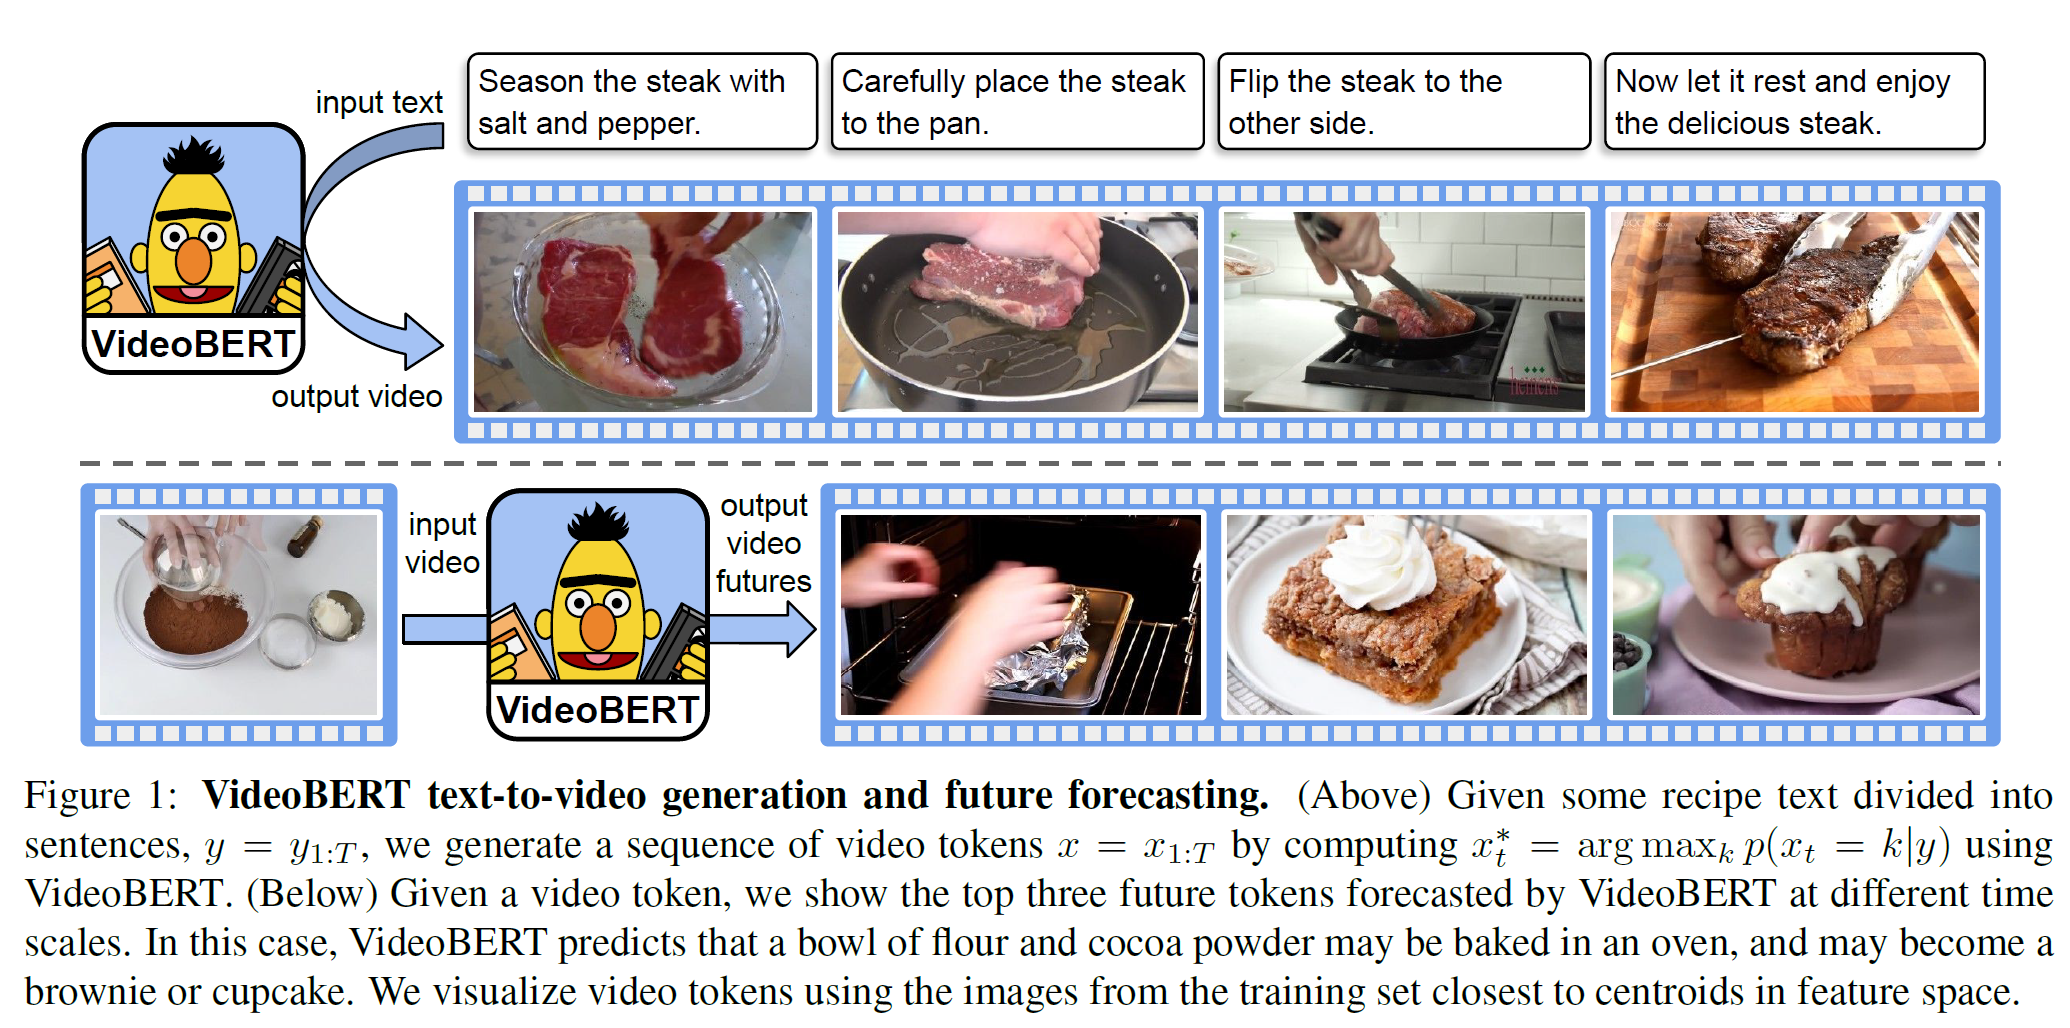 input text
Season the steak with
salt and pepper.
Carefully place the steak
to the pan.
Flip the steak to the
other side.
Now let it rest and enjoy
the delicious steak.
VideoBERT
output video
input
video
VideoBERT
output
video
futures
Figure 1: VideoBERT text-to-video generation and future forecasting. (Above) Given some recipe text divided into
sentences, y = y_{1:T}, we generate a sequence of video tokens x = x_{1:T} by computing x_t^* = arg max_k p(x_t = k|y) using
VideoBERT. (Below) Given a video token, we show the top three future tokens forecasted by VideoBERT at different time
scales. In this case, VideoBERT predicts that a bowl of flour and cocoa powder may be baked in an oven, and may become a
brownie or cupcake. We visualize video tokens using the images from the training set closest to centroids in feature space.